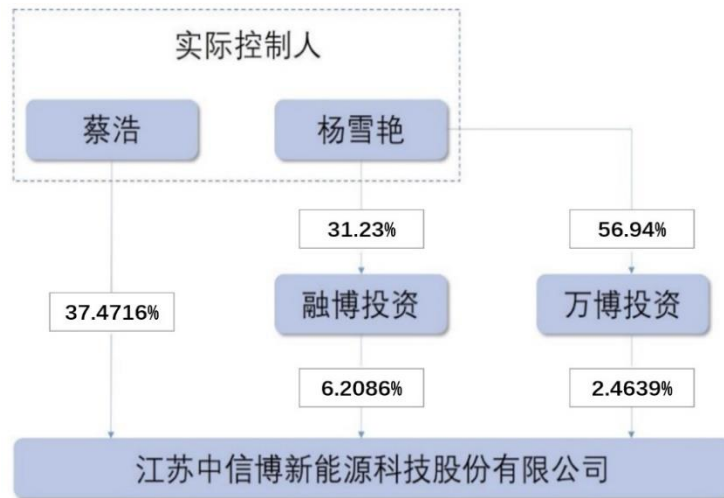 实际控制人
蔡浩
杨雪艳
31.23%
56.94%
37.4716%
融博投资
万博投资
6.2086%
2.4639%
江苏中信博新能源科技股份有限公司